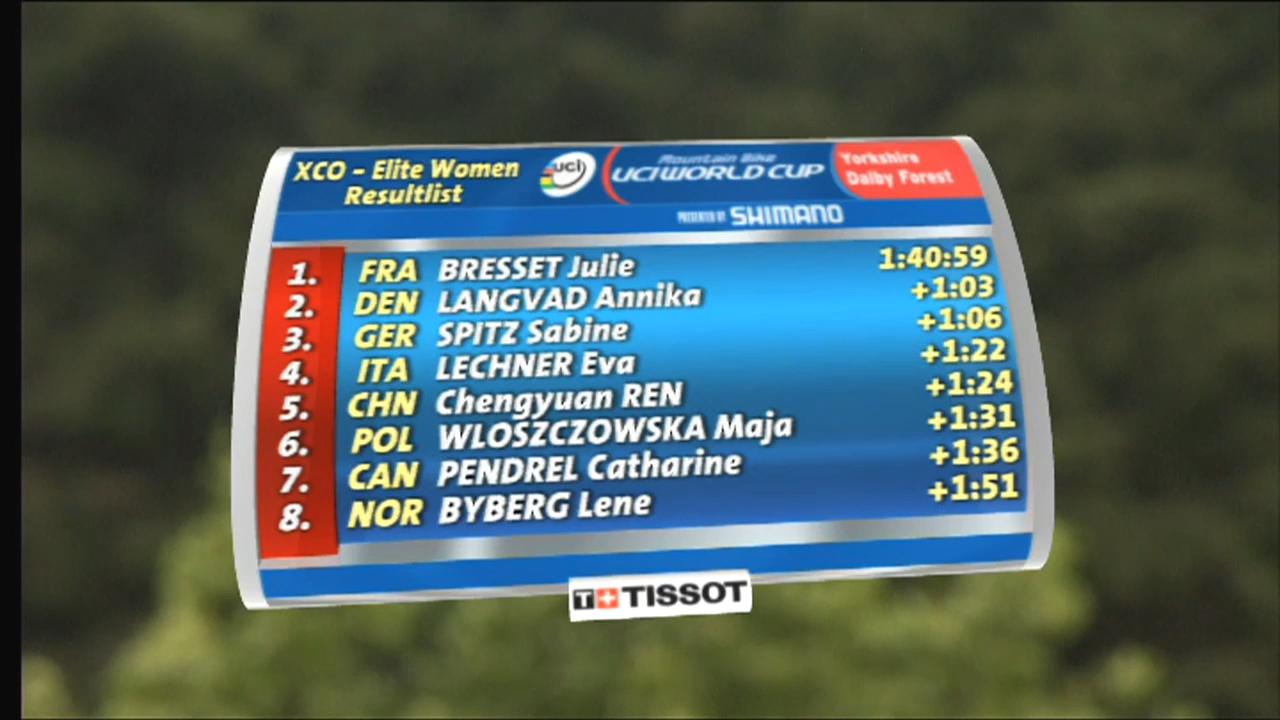 XCO - Elite Women
Resultlist
uci
Mountain Bike
UCI WORLD CUP
Yorkshire
Dalby Forest
PRESENTED BY SHIMANO
1. FRA BRESSET Julie 1:40:59
2. DEN LANGVAD Annika +1:03
3. GER SPITZ Sabine +1:06
4. ITA LECHNER Eva +1:22
5. CHN Chengyuan REN +1:24
6. POL WLOSZCZOWSKA Maja +1:31
7. CAN PENDREL Catharine +1:36
8. NOR BYBERG Lene +1:51
T+ TISSOT